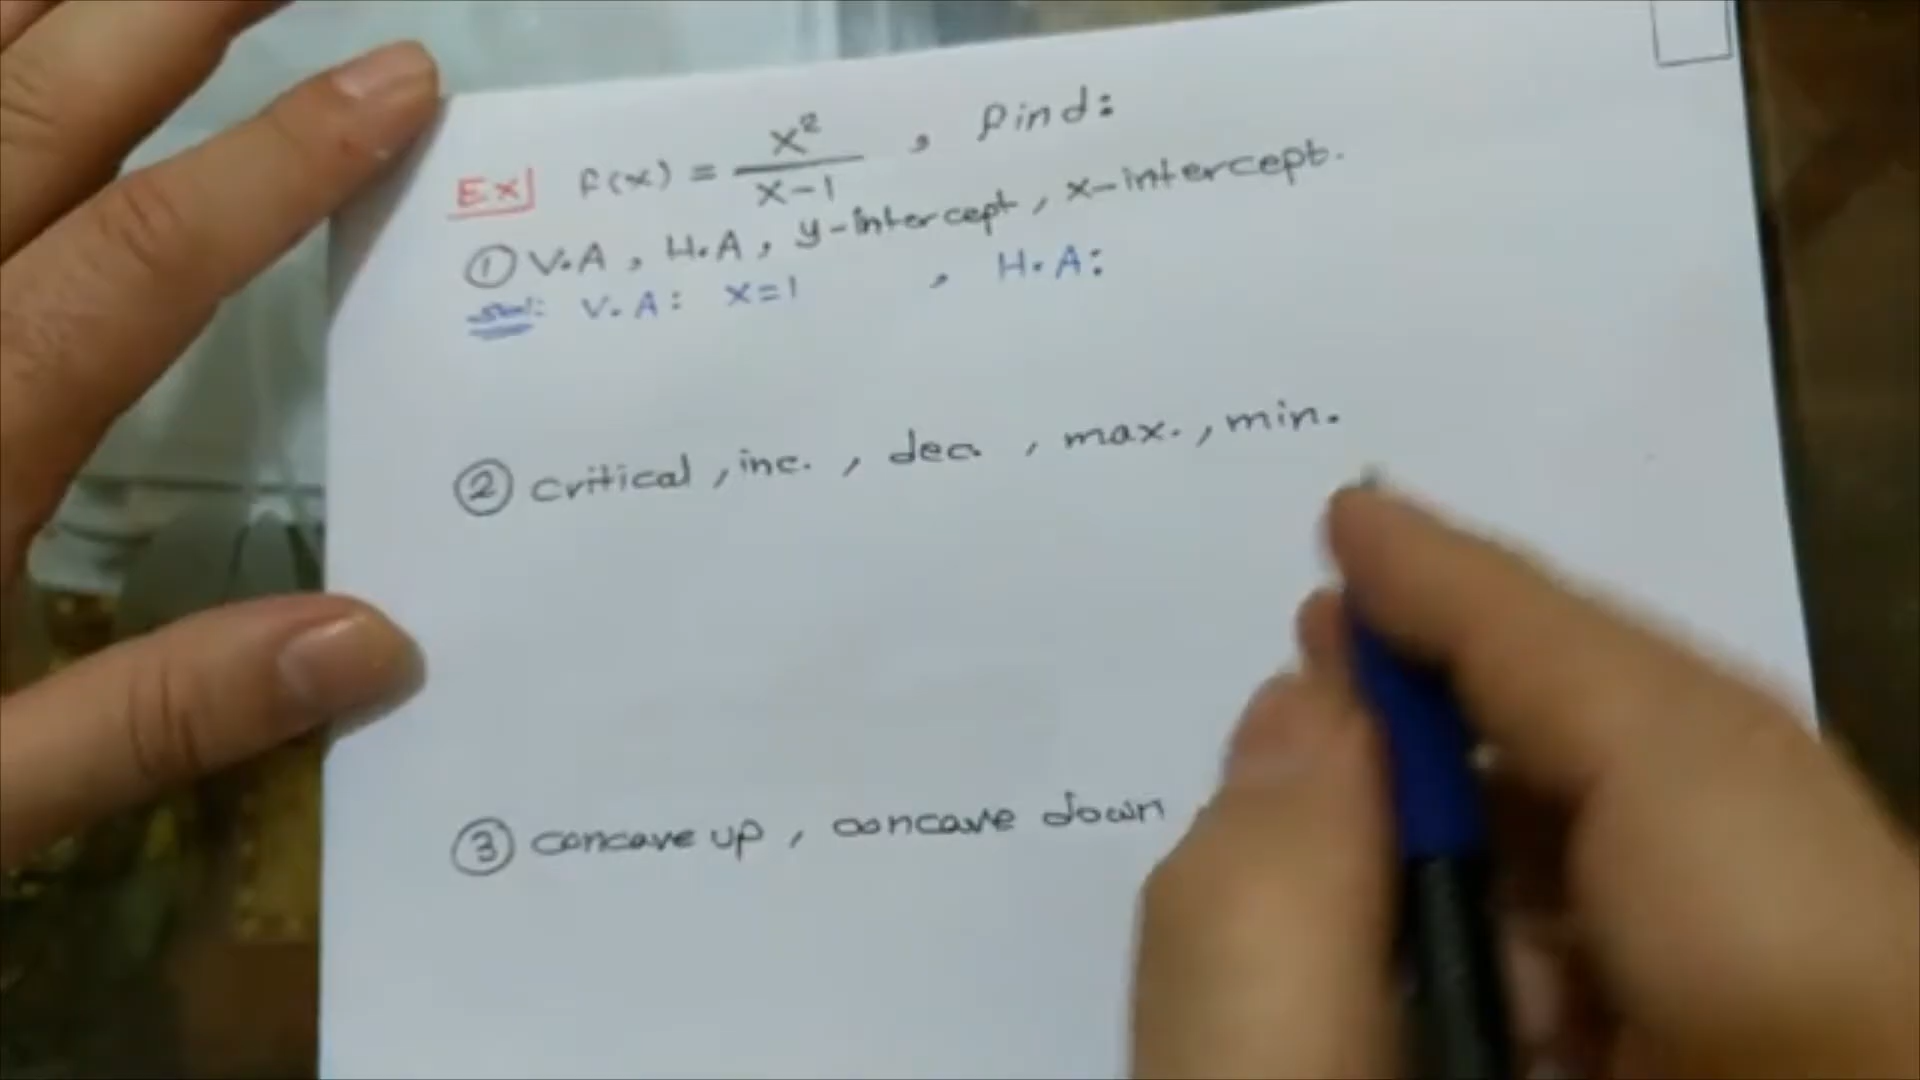 Ex] f(x) = x²/(x-1) , find:
① V.A , H.A , y-intercept , x-intercept.
Sol: V.A: x=1 , H.A:
② critical , inc. , dec. , max. , min.
③ concave up , concave down